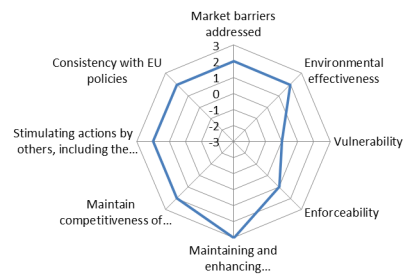 Market barriers
addressed
3
2
1
0
-1
-2
-3
Environmental
effectiveness
Vulnerability
Enforceability
Maintaining and
enhancing...
Maintain
competitiveness of...
Stimulating actions by
others, including the...
Consistency with EU
policies